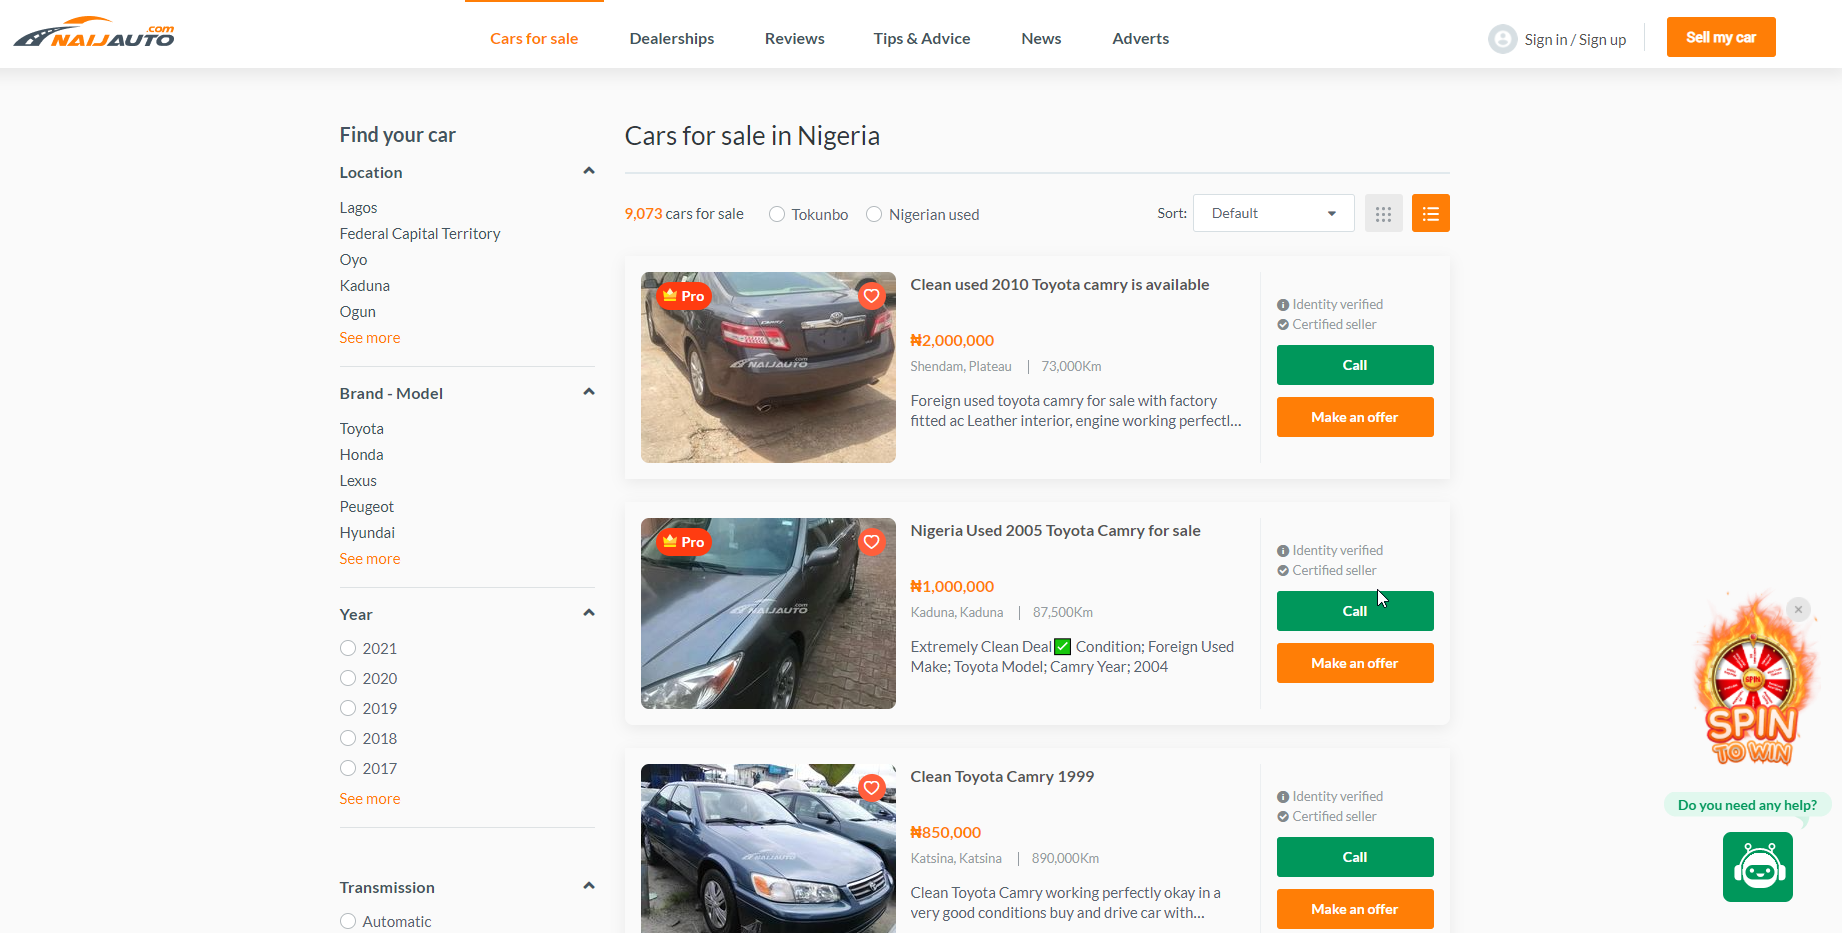 NAIJAUTO.com
Cars for sale
Dealerships
Reviews
Tips & Advice
News
Adverts
Sign in / Sign up
Sell my car
Find your car
Location
Lagos
Federal Capital Territory
Oyo
Kaduna
Ogun
See more
Brand - Model
Toyota
Honda
Lexus
Peugeot
Hyundai
See more
Year
2021
2020
2019
2018
2017
See more
Transmission
Automatic
Cars for sale in Nigeria
9,073 cars for sale
Tokunbo
Nigerian used
Sort:
Default
Pro
NAIJAUTO.com
Clean used 2010 Toyota camry is available
₦2,000,000
Shendam, Plateau | 73,000Km
Foreign used toyota camry for sale with factory
fitted ac Leather interior, engine working perfectl...
Identity verified
Certified seller
Call
Make an offer
Pro
NAIJAUTO.com
Nigeria Used 2005 Toyota Camry for sale
₦1,000,000
Kaduna, Kaduna | 87,500Km
Extremely Clean Deal✅ Condition; Foreign Used
Make; Toyota Model; Camry Year; 2004
Identity verified
Certified seller
Call
Make an offer
NAIJAUTO.com
Clean Toyota Camry 1999
₦850,000
Katsina, Katsina | 890,000Km
Clean Toyota Camry working perfectly okay in a
very good conditions buy and drive car with...
Identity verified
Certified seller
Call
Make an offer
SPIN
SPIN
TO WIN
Do you need any help?